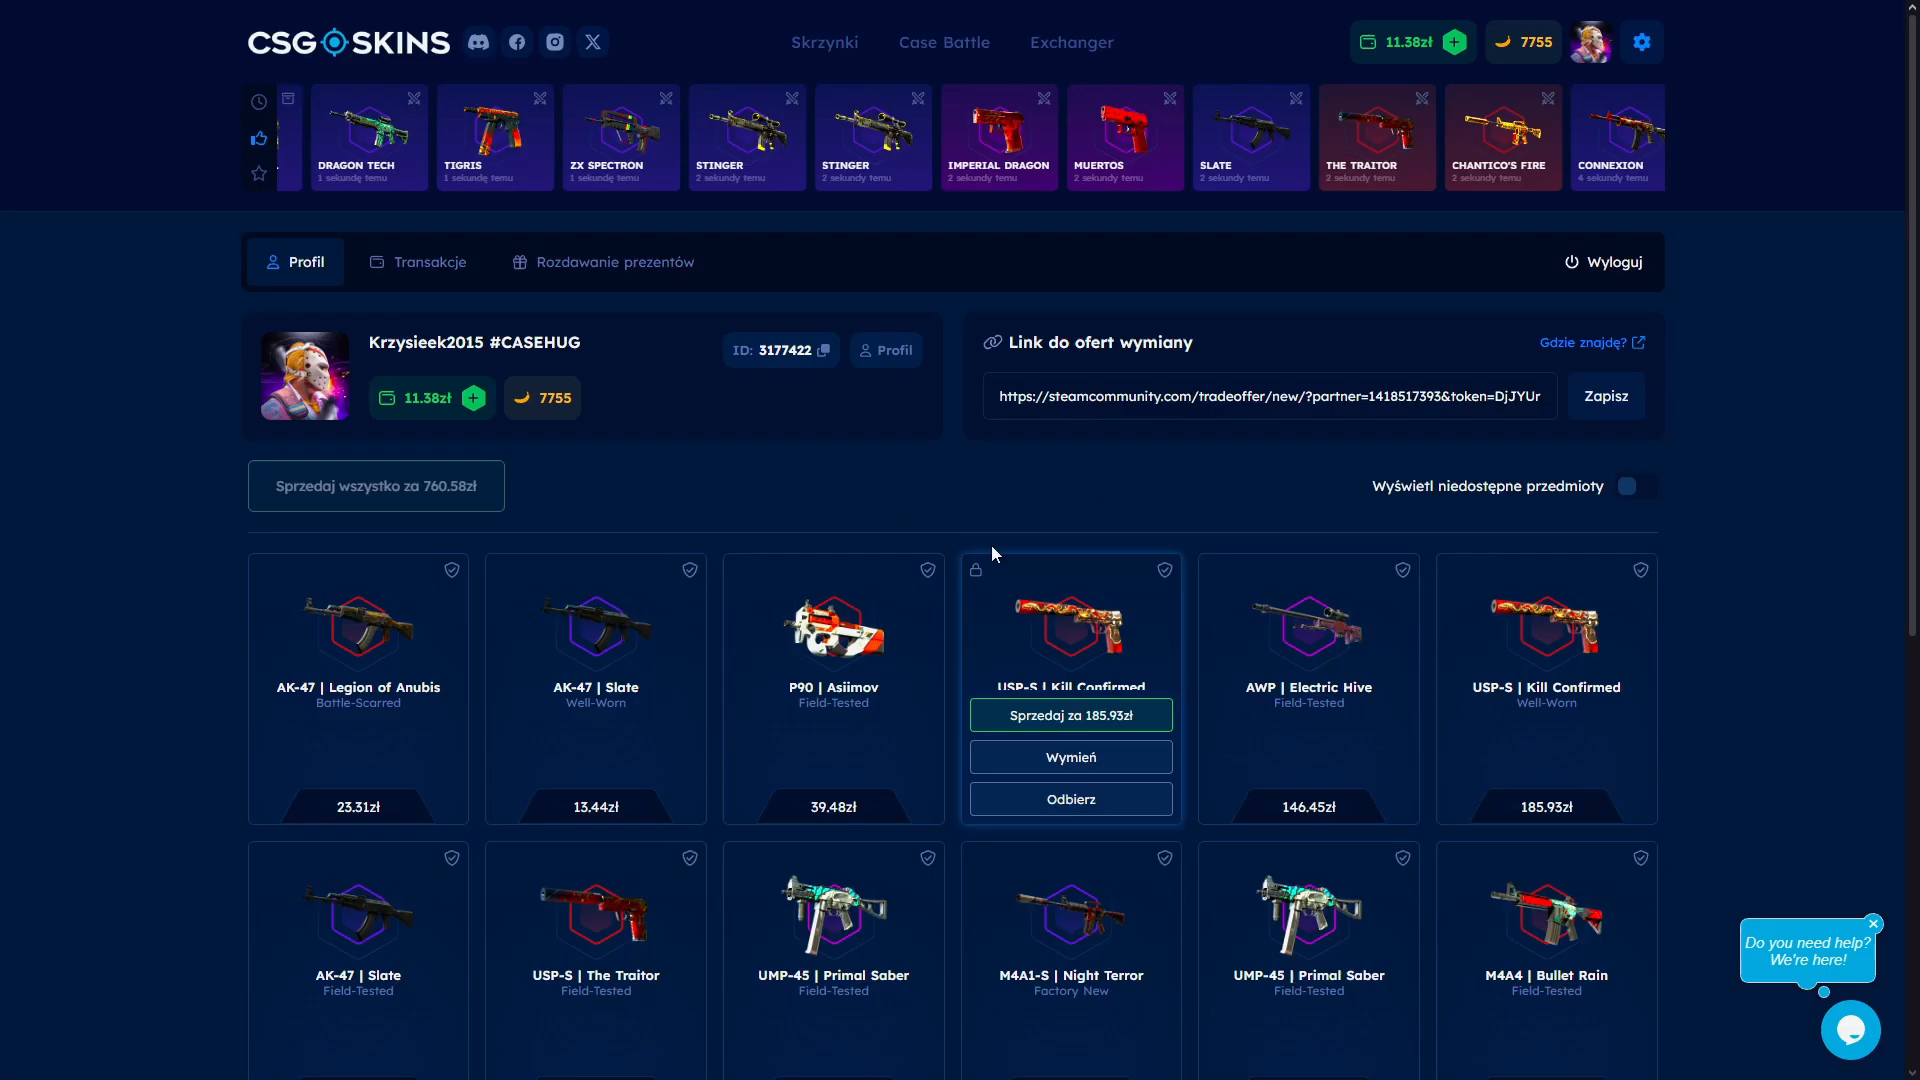 CSG SKINS
Skrzynki
Case Battle
Exchanger
11.38zł
7755
DRAGON TECH
1 sekundę temu
TIGRIS
1 sekundę temu
ZX SPECTRON
1 sekundę temu
STINGER
2 sekundy temu
STINGER
2 sekundy temu
IMPERIAL DRAGON
2 sekundy temu
MUERTOS
2 sekundy temu
SLATE
2 sekundy temu
THE TRAITOR
2 sekundy temu
CHANTICO'S FIRE
2 sekundy temu
CONNEXION
4 sekundy temu
Profil
Transakcje
Rozdawanie prezentów
Wyloguj
Krzysieek2015 #CASEHUG
ID: 3177422
Profil
11.38zł
7755
Link do ofert wymiany
Gdzie znajdę?
https://steamcommunity.com/tradeoffer/new/?partner=1418517393&token=DjJYUr
Zapisz
Sprzedaj wszystko za 760.58zł
Wyświetl niedostępne przedmioty
AK-47 | Legion of Anubis
Battle-Scarred
23.31zł
AK-47 | Slate
Well-Worn
13.44zł
P90 | Asiimov
Field-Tested
39.48zł
USP-S | Kill Confirmed
Sprzedaj za 185.93zł
Wymień
Odbierz
AWP | Electric Hive
Field-Tested
146.45zł
USP-S | Kill Confirmed
Well-Worn
185.93zł
AK-47 | Slate
Field-Tested
USP-S | The Traitor
Field-Tested
UMP-45 | Primal Saber
Field-Tested
M4A1-S | Night Terror
Factory New
UMP-45 | Primal Saber
Field-Tested
M4A4 | Bullet Rain
Field-Tested
Do you need help?
We're here!